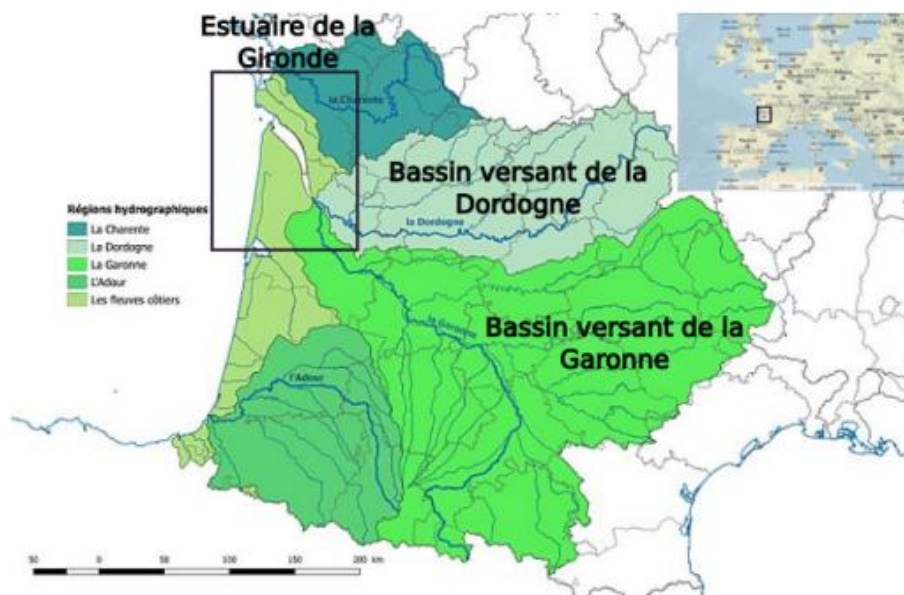 Estuaire de la
Gironde
la Charente
Bassin versant de la
Dordogne
la Dordogne
Régions hydrographiques
La Charente
La Dordogne
La Garonne
L'Adour
Les fleuves côtiers
la Garonne
Bassin versant de la
Garonne
l'Adour
50 0 50 100 150 200 km